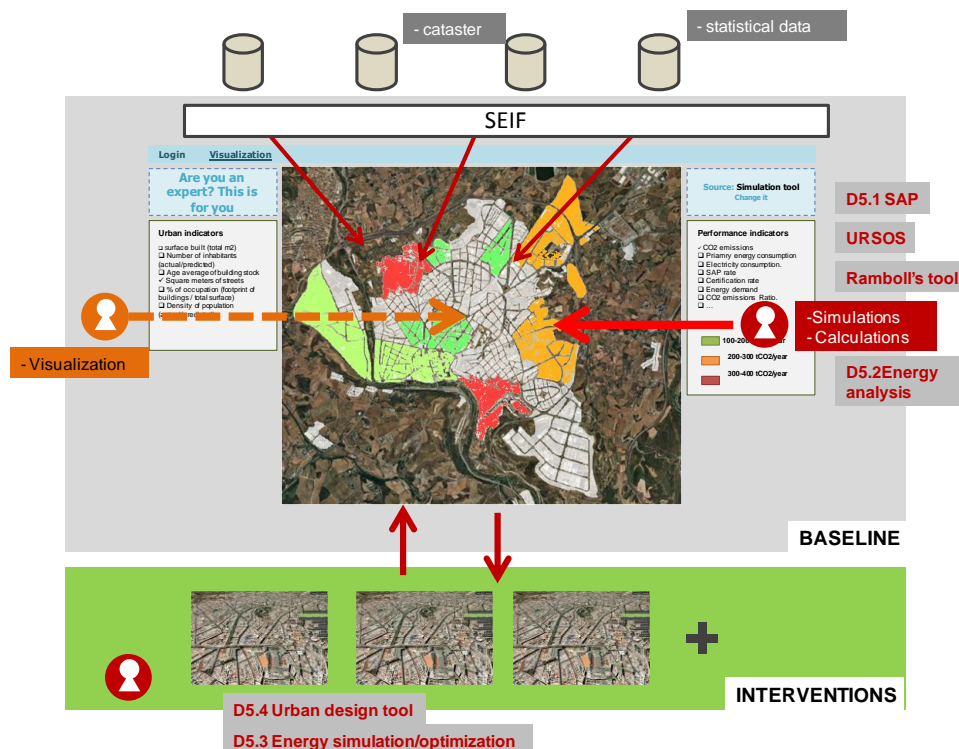 - cataster
- statistical data
SEIF
Login Visualization
Are you an
expert? This is
for you
Urban indicators
❑ surface built (total m2)
❑ Number of inhabitants
(actual/predicted)
❑ Age average of building stock
✓ Square meters of streets
❑ % of occupation (footprint of
buildings / total surface)
❑ Density of population
- Visualization
Source: Simulation tool
Change it
Performance indicators
✓CO2 emissions
❑ Priamry energy consumption
❑ Electricity consumption.
❑ SAP rate
❑ Certification rate
❑ Energy demand
❑ CO2 emissions Ratio.
❑ ...
200-300 tCO2/year
300-400 tCO2/year
D5.1 SAP
URSOS
Ramboll's tool
-Simulations
- Calculations
D5.2Energy
analysis
BASELINE
INTERVENTIONS
D5.4 Urban design tool
D5.3 Energy simulation/optimization